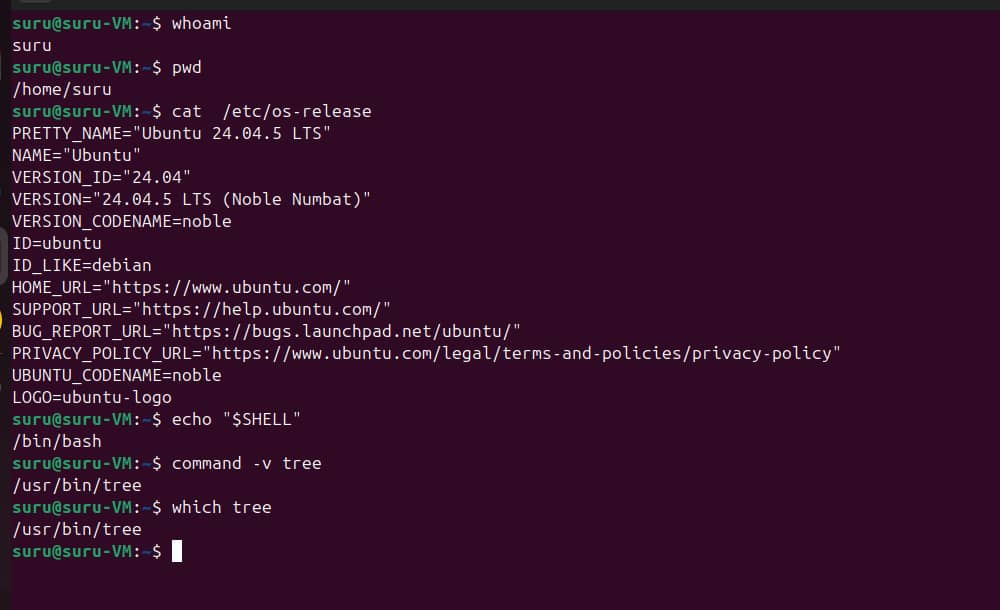 suru@suru-VM:~$ whoami
suru
suru@suru-VM:~$ pwd
/home/suru
suru@suru-VM:~$ cat  /etc/os-release
PRETTY_NAME="Ubuntu 24.04.5 LTS"
NAME="Ubuntu"
VERSION_ID="24.04"
VERSION="24.04.5 LTS (Noble Numbat)"
VERSION_CODENAME=noble
ID=ubuntu
ID_LIKE=debian
HOME_URL="https://www.ubuntu.com/"
SUPPORT_URL="https://help.ubuntu.com/"
BUG_REPORT_URL="https://bugs.launchpad.net/ubuntu/"
PRIVACY_POLICY_URL="https://www.ubuntu.com/legal/terms-and-policies/privacy-policy"
UBUNTU_CODENAME=noble
LOGO=ubuntu-logo
suru@suru-VM:~$ echo "$SHELL"
/bin/bash
suru@suru-VM:~$ command -v tree
/usr/bin/tree
suru@suru-VM:~$ which tree
/usr/bin/tree
suru@suru-VM:~$